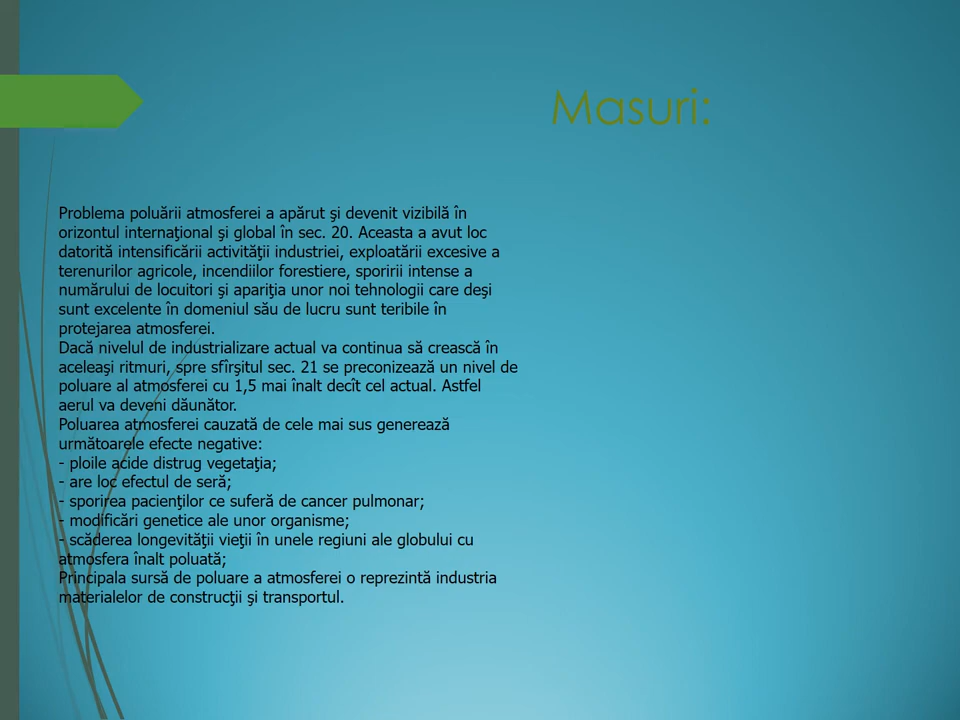 Masuri:
Problema poluării atmosferei a apărut şi devenit vizibilă în
orizontul internaţional şi global în sec. 20. Aceasta a avut loc
datorită intensificării activităţii industriei, exploatării excesive a
terenurilor agricole, incendiilor forestiere, sporirii intense a
numărului de locuitori şi apariţia unor noi tehnologii care deşi
sunt excelente în domeniul său de lucru sunt teribile în
protejarea atmosferei.
Dacă nivelul de industrializare actual va continua să crească în
aceleaşi ritmuri, spre sfîrşitul sec. 21 se preconizează un nivel de
poluare al atmosferei cu 1,5 mai înalt decît cel actual. Astfel
aerul va deveni dăunător.
Poluarea atmosferei cauzată de cele mai sus generează
următoarele efecte negative:
- ploile acide distrug vegetaţia;
- are loc efectul de seră;
- sporirea pacienţilor ce suferă de cancer pulmonar;
- modificări genetice ale unor organisme;
- scăderea longevităţii vieţii în unele regiuni ale globului cu
atmosfera înalt poluată;
Principala sursă de poluare a atmosferei o reprezintă industria
materialelor de construcţii şi transportul.